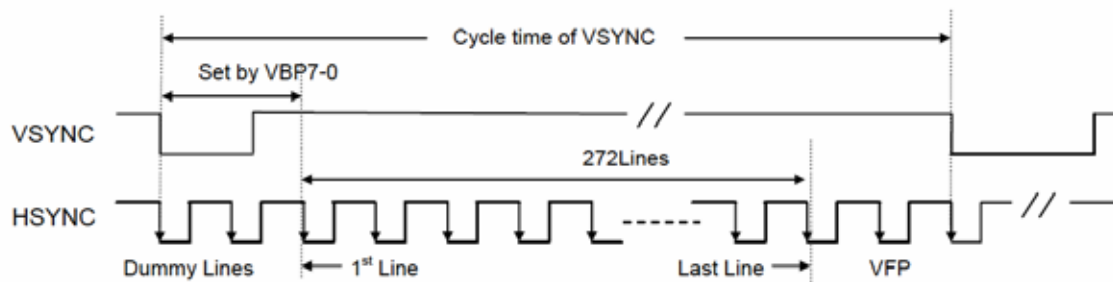 Cycle time of VSYNC
Set by VBP7-0
VSYNC
272Lines
HSYNC
Dummy Lines
1st Line
Last Line
VFP